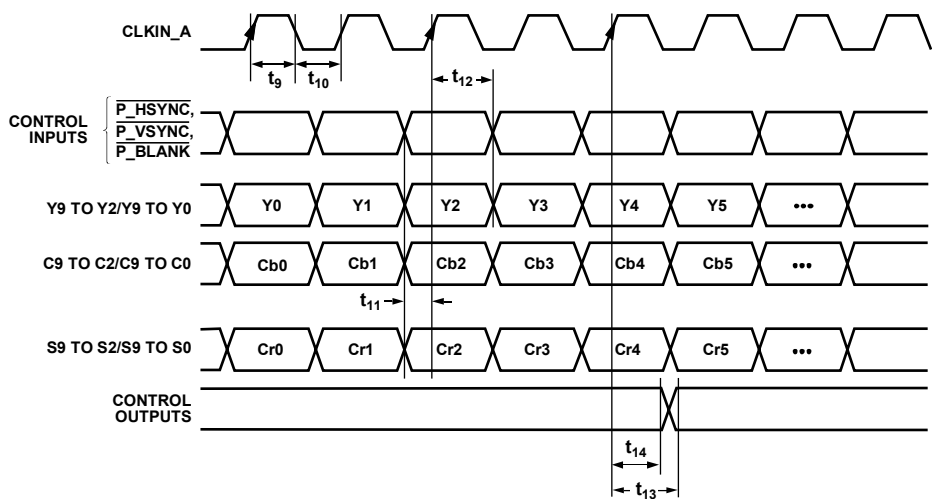 CLKIN_A
t9
t10
t12
CONTROL INPUTS
P_HSYNC,
P_VSYNC,
P_BLANK
Y9 TO Y2/Y9 TO Y0
Y0 Y1 Y2 Y3 Y4 Y5 •••
C9 TO C2/C9 TO C0
Cb0 Cb1 Cb2 Cb3 Cb4 Cb5 •••
t11
S9 TO S2/S9 TO S0
Cr0 Cr1 Cr2 Cr3 Cr4 Cr5 •••
CONTROL
OUTPUTS
t14
t13